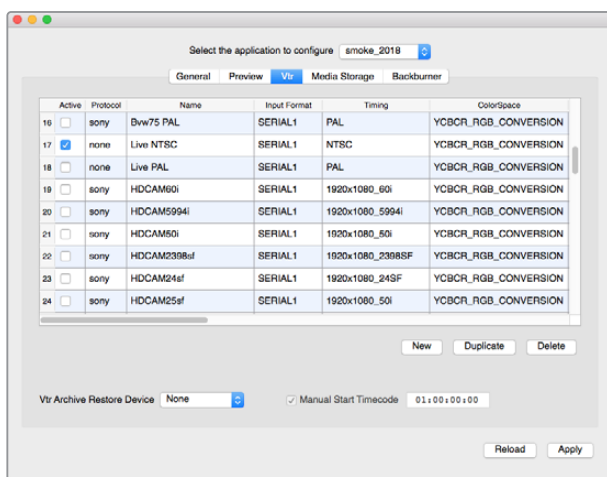 Select the application to configure smoke_2018
General Preview Vtr Media Storage Backburner
Active Protocol Name Input Format Timing ColorSpace
16 sony Bvw75 PAL SERIAL1 PAL YCBCR_RGB_CONVERSION
17 none Live NTSC SERIAL1 NTSC YCBCR_RGB_CONVERSION
18 none Live PAL SERIAL1 PAL YCBCR_RGB_CONVERSION
19 sony HDCAM60i SERIAL1 1920x1080_60i YCBCR_RGB_CONVERSION
20 sony HDCAM5994i SERIAL1 1920x1080_5994i YCBCR_RGB_CONVERSION
21 sony HDCAM50i SERIAL1 1920x1080_50i YCBCR_RGB_CONVERSION
22 sony HDCAM2398sf SERIAL1 1920x1080_2398SF YCBCR_RGB_CONVERSION
23 sony HDCAM24sf SERIAL1 1920x1080_24SF YCBCR_RGB_CONVERSION
24 sony HDCAM25sf SERIAL1 1920x1080_50i YCBCR_RGB_CONVERSION
New Duplicate Delete
Vtr Archive Restore Device None Manual Start Timecode 01:00:00:00
Reload Apply